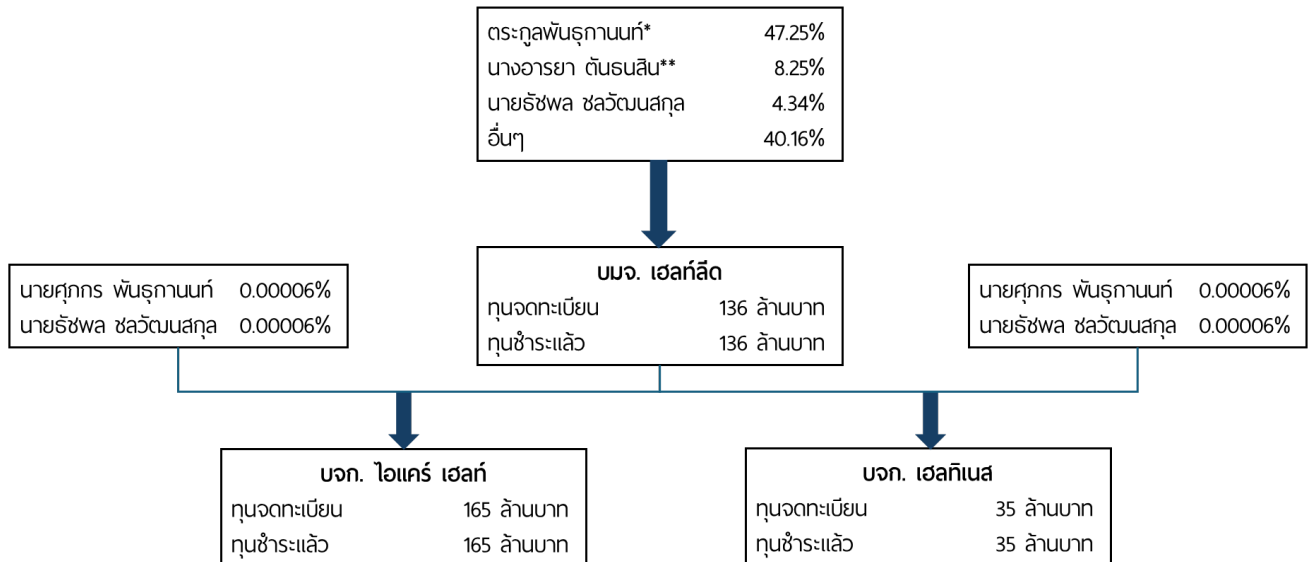 ตระกูลพันธุกานนท์* 47.25%
นางอารยา ตันธนสิน** 8.25%
นายธัชพล ชลวัฒนสกุล 4.34%
อื่นๆ 40.16%
บมจ. เฮลท์ลีด
ทุนจดทะเบียน 136 ล้านบาท
ทุนชำระแล้ว 136 ล้านบาท
นายศุภกร พันธุกานนท์ 0.00006%
นายธัชพล ชลวัฒนสกุล 0.00006%
นายศุภกร พันธุกานนท์ 0.00006%
นายธัชพล ชลวัฒนสกุล 0.00006%
บจก. ไอแคร์ เฮลท์
ทุนจดทะเบียน 165 ล้านบาท
ทุนชำระแล้ว 165 ล้านบาท
บจก. เฮลทิเนส
ทุนจดทะเบียน 35 ล้านบาท
ทุนชำระแล้ว 35 ล้านบาท